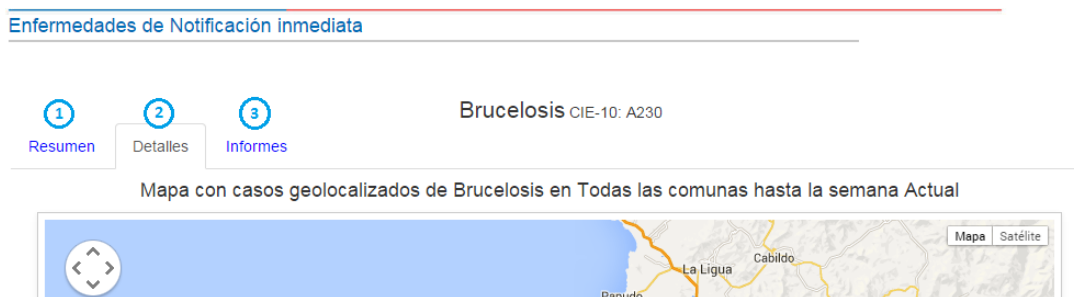 Enfermedades de Notificación inmediata
1 2 3
Brucelosis CIE-10: A230
Resumen Detalles Informes
Mapa con casos geolocalizados de Brucelosis en Todas las comunas hasta la semana Actual
Mapa Satélite
Cabildo
La Ligua
Papudo